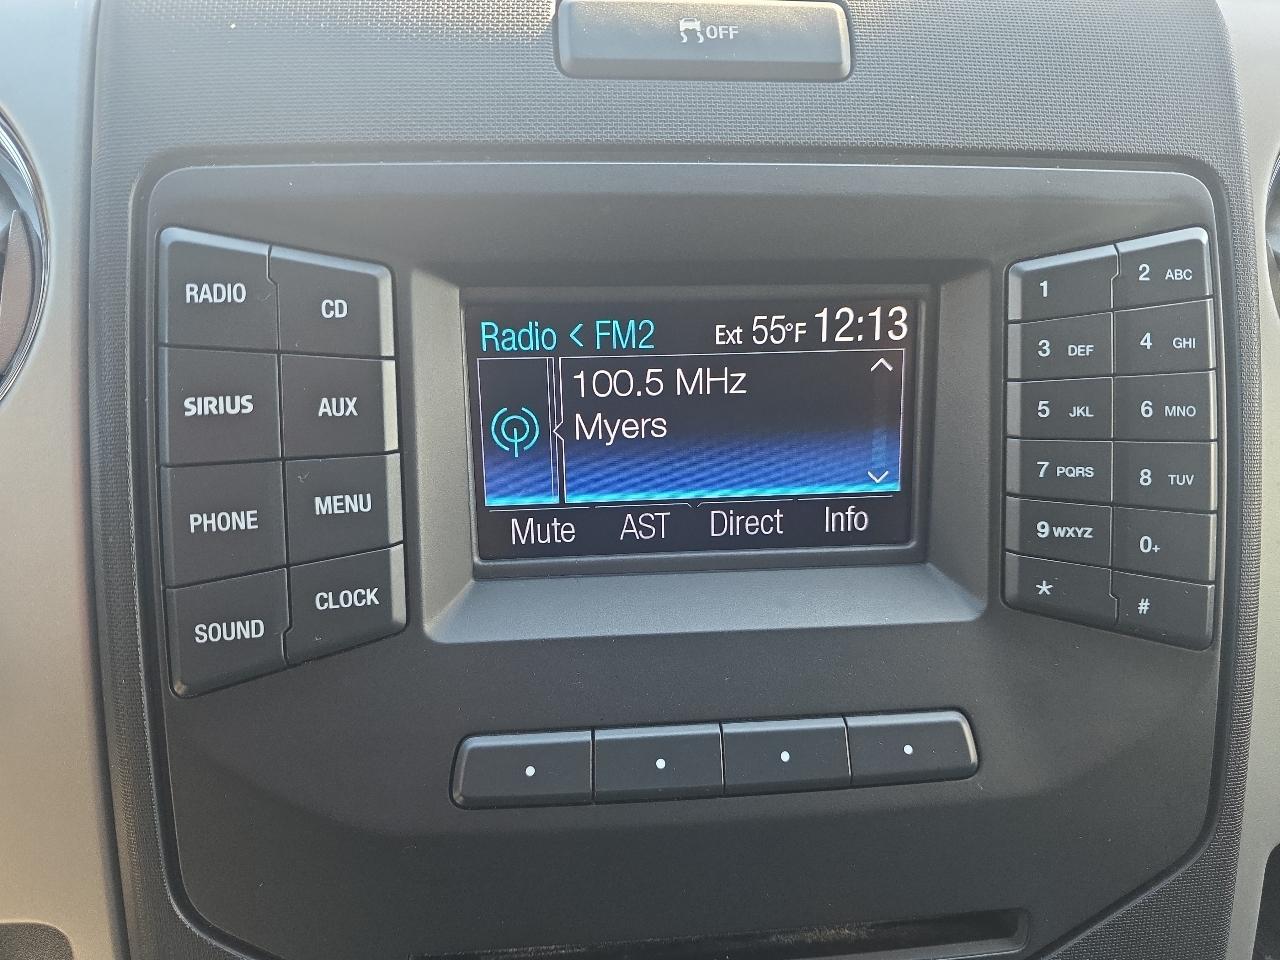 OFF
RADIO
CD
SIRIUS
AUX
PHONE
MENU
SOUND
CLOCK
Radio < FM2 Ext 55°F 12:13
100.5 MHz
Myers
Mute AST Direct Info
1
2 ABC
3 DEF
4 GHI
5 JKL
6 MNO
7 PQRS
8 TUV
9 WXYZ
0+
*
#